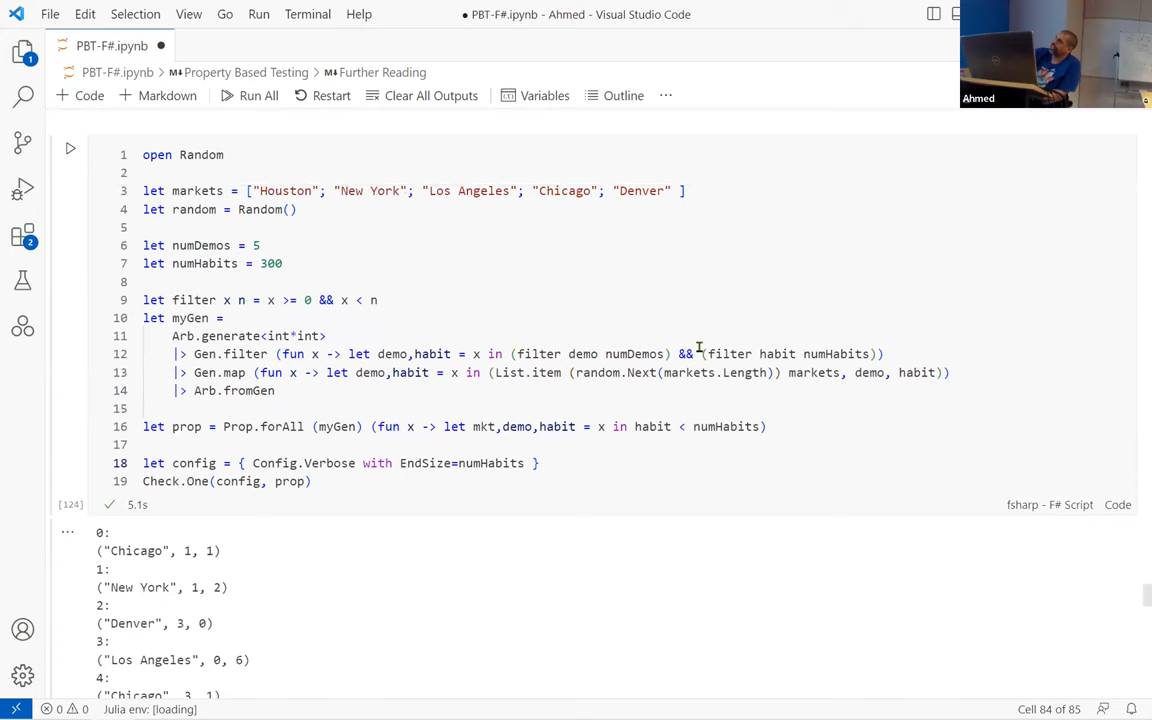 File Edit Selection View Go Run Terminal Help
● PBT-F#.ipynb - Ahmed - Visual Studio Code
PBT-F#.ipynb ●
PBT-F#.ipynb > M↓Property Based Testing > M↓Further Reading
+ Code + Markdown Run All Restart Clear All Outputs Variables Outline ...
Ahmed
1 open Random
2
3 let markets = ["Houston"; "New York"; "Los Angeles"; "Chicago"; "Denver" ]
4 let random = Random()
5
6 let numDemos = 5
7 let numHabits = 300
8
9 let filter x n = x >= 0 && x < n
10 let myGen =
11 Arb.generate<int*int>
12 |> Gen.filter (fun x -> let demo,habit = x in (filter demo numDemos) && (filter habit numHabits))
13 |> Gen.map (fun x -> let demo,habit = x in (List.item (random.Next(markets.Length)) markets, demo, habit))
14 |> Arb.fromGen
15
16 let prop = Prop.forAll (myGen) (fun x -> let mkt,demo,habit = x in habit < numHabits)
17
18 let config = { Config.Verbose with EndSize=numHabits }
19 Check.One(config, prop)
[124] ✓ 5.1s fsharp - F# Script Code
... 0:
("Chicago", 1, 1)
1:
("New York", 1, 2)
2:
("Denver", 3, 0)
3:
("Los Angeles", 0, 6)
4:
("Chicago", 3, 1)
1
2
0 0 Julia env: [loading] Cell 84 of 85